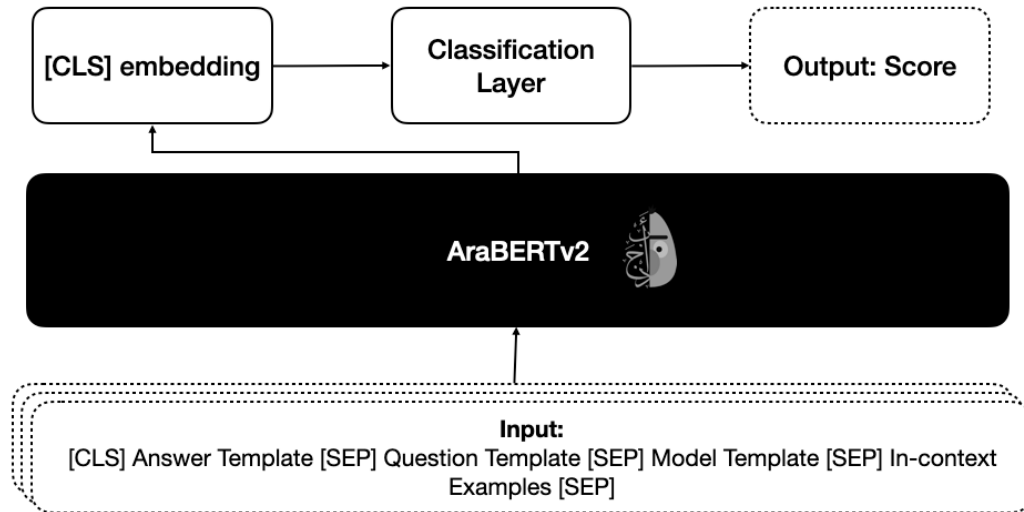 [CLS] embedding
Classification
Layer
Output: Score
AraBERTv2
Input:
[CLS] Answer Template [SEP] Question Template [SEP] Model Template [SEP] In-context
Examples [SEP]